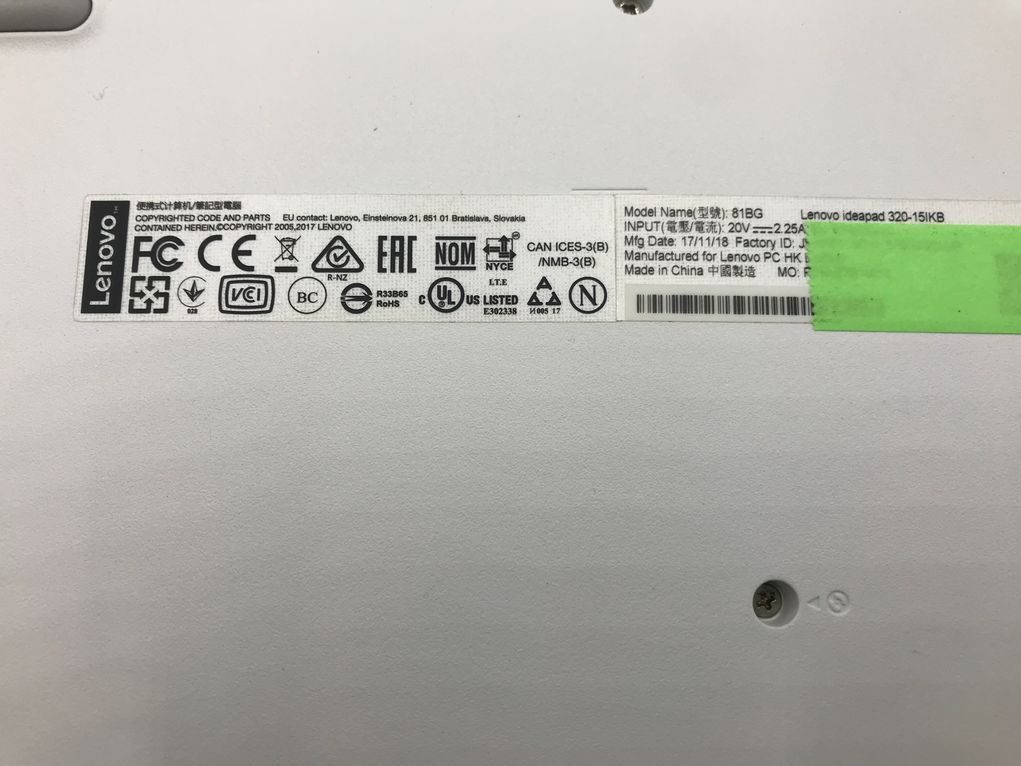 Lenovo™
便携式计算机/筆記型電腦
COPYRIGHTED CODE AND PARTS EU contact: Lenovo, Einsteinova 21, 851 01 Bratislava, Slovakia
CONTAINED HEREIN.©COPYRIGHT 2005,2017 LENOVO
FC CE R-NZ EAC NOM NYCE CAN ICES-3(B)
/NMB-3(B)
028 VCI BC R33B65
RoHS
c UL US LISTED
E302338
I.T.E
И005 17
N
Model Name(型號): 81BG Lenovo ideapad 320-15IKB
INPUT(電壓/電流): 20V 2.25A
Mfg Date: 17/11/18 Factory ID:
Manufactured for Lenovo PC HK
Made in China 中國製造 MO: